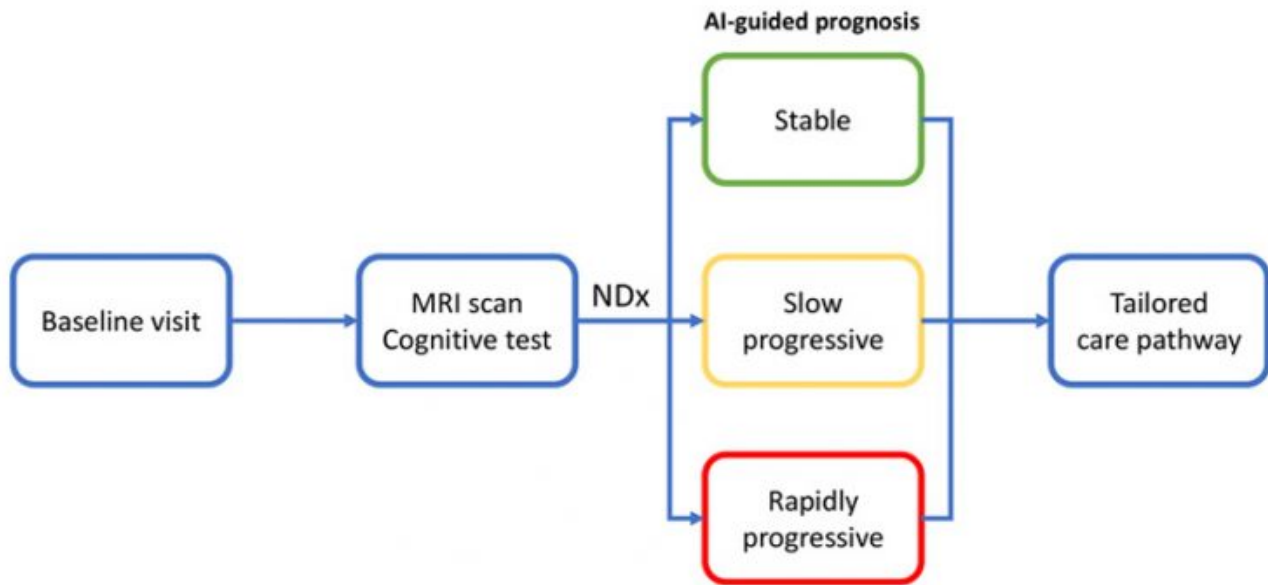 AI-guided prognosis
Stable
Baseline visit
MRI scan
Cognitive test
NDx
Slow
progressive
Tailored
care pathway
Rapidly
progressive